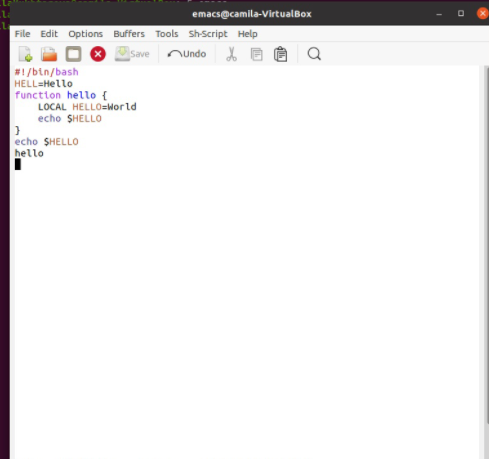 emacs@camila-VirtualBox
File Edit Options Buffers Tools Sh-Script Help
Save Undo
#!/bin/bash
HELL=Hello
function hello {
LOCAL HELLO=World
echo $HELLO
}
echo $HELLO
hello